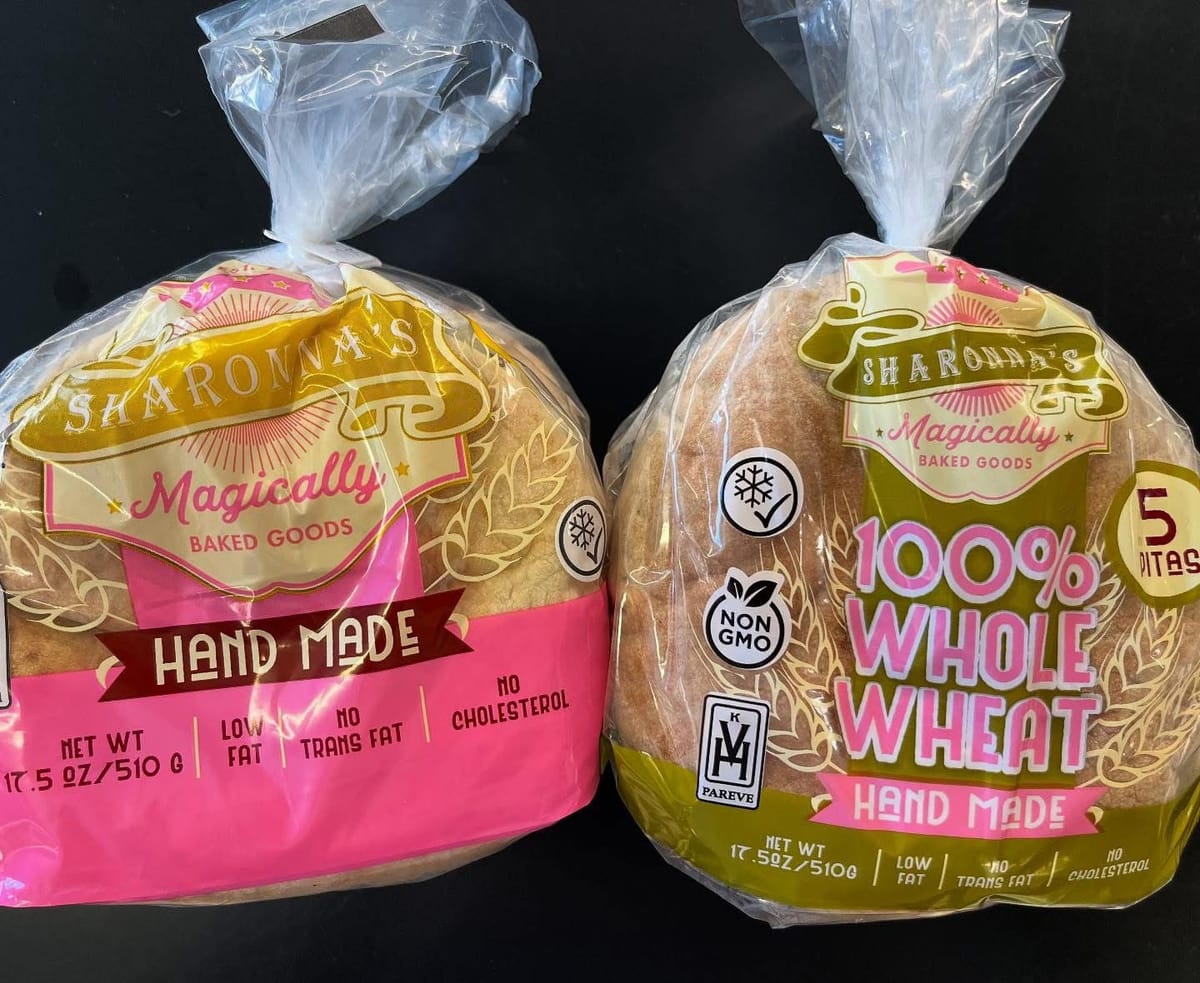 SHARONNA'S
Magically
BAKED GOODS
HAND MADE
NET WT
17.5 OZ/510 G
LOW
FAT
NO
TRANS FAT
NO
CHOLESTEROL
SHARONNA'S
Magically
BAKED GOODS
100%
WHOLE
WHEAT
HAND MADE
5
PITAS
NON
GMO
K
VH
PAREVE
NET WT
17.5OZ/510G
LOW
FAT
NO
TRANS FAT
NO
CHOLESTEROL